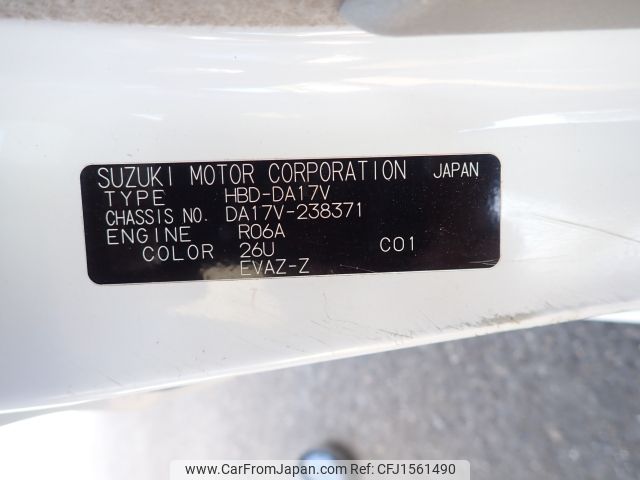 SUZUKI MOTOR CORPORATION JAPAN
TYPE HBD-DA17V
CHASSIS NO. DA17V-238371
ENGINE R06A
COLOR 26U C01
EVAZ-Z
www.CarFromJapan.com | CFJ1561490